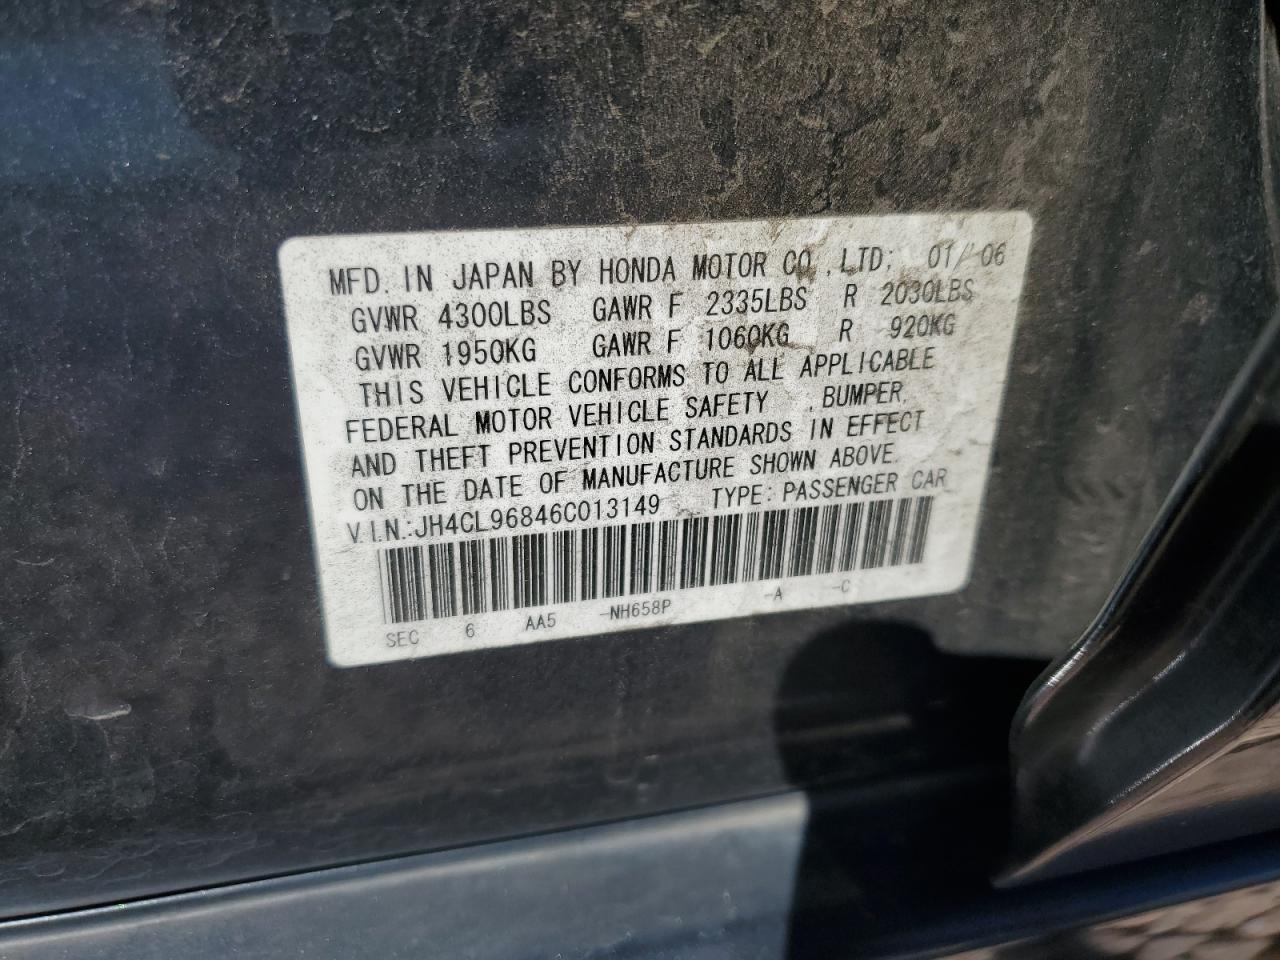 MFD. IN JAPAN BY HONDA MOTOR CO., LTD; 01/'06
GVWR 4300LBS GAWR F 2335LBS R 2030LBS
GVWR 1950KG GAWR F 1060KG R 920KG
THIS VEHICLE CONFORMS TO ALL APPLICABLE
FEDERAL MOTOR VEHICLE SAFETY , BUMPER,
AND THEFT PREVENTION STANDARDS IN EFFECT
ON THE DATE OF MANUFACTURE SHOWN ABOVE.
V.I.N.:JH4CL96846C013149 TYPE: PASSENGER CAR
SEC 6 AA5 -NH658P -A -C